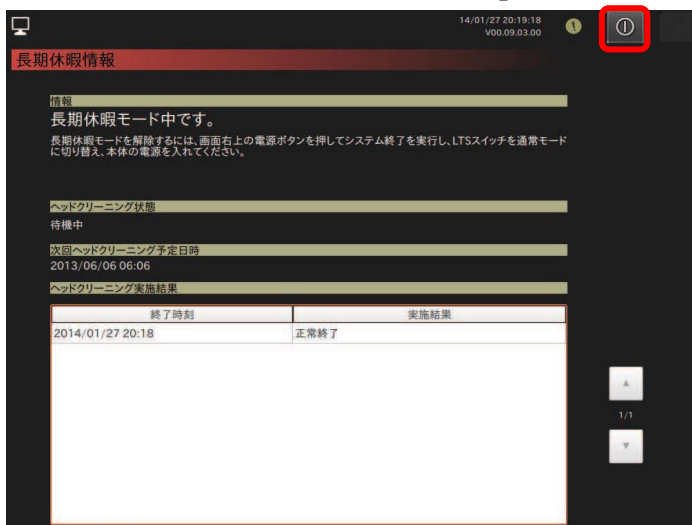 14/01/27 20:19:18
V00.09.03.00
長期休暇情報
情報
長期休暇モード中です。
長期休暇モードを解除するには、画面右上の電源ボタンを押してシステム終了を実行し、LTSスイッチを通常モード
に切り替え、本体の電源を入れてください。
ヘッドクリーニング状態
待機中
次回ヘッドクリーニング予定日時
2013/06/06 06:06
ヘッドクリーニング実施結果
終了時刻 実施結果
2014/01/27 20:18 正常終了
1/1